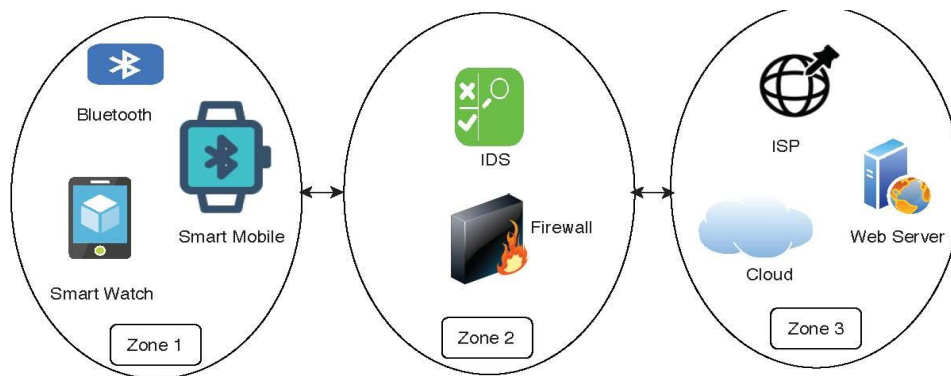 Bluetooth
Smart Mobile
Smart Watch
Zone 1
IDS
Firewall
Zone 2
ISP
Web Server
Cloud
Zone 3